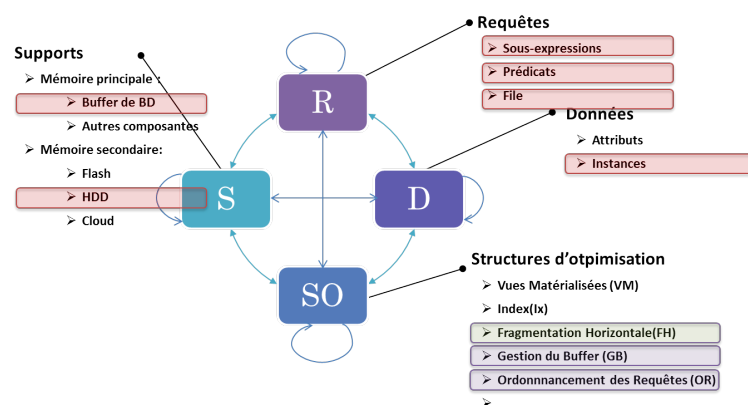 Supports
Mémoire principale :
Buffer de BD
Autres composantes
Mémoire secondaire:
Flash
HDD
Cloud
R
S
D
SO
Requêtes
Sous-expressions
Prédicats
File
Données
Attributs
Instances
Structures d’otpimisation
Vues Matérialisées (VM)
Index(Ix)
Fragmentation Horizontale(FH)
Gestion du Buffer (GB)
Ordonnnancement des Requêtes (OR)